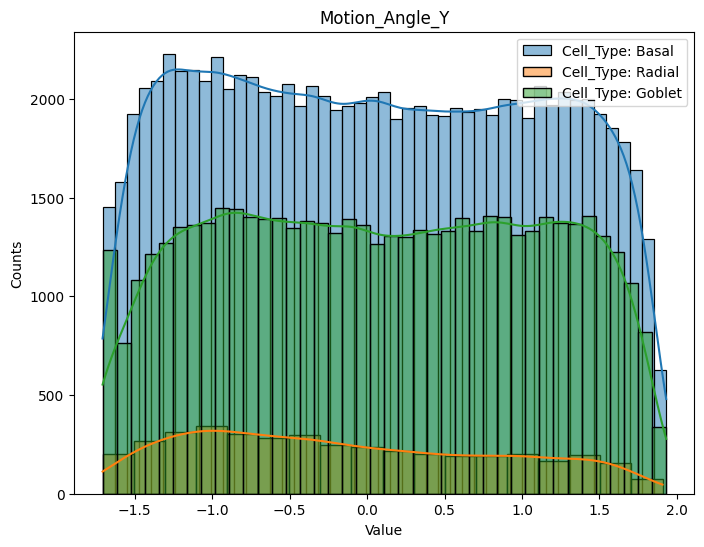 Motion_Angle_Y
Cell_Type: Basal
Cell_Type: Radial
Cell_Type: Goblet
Counts
2000
1500
1000
500
0
−1.5
−1.0
−0.5
0.0
0.5
1.0
1.5
2.0
Value